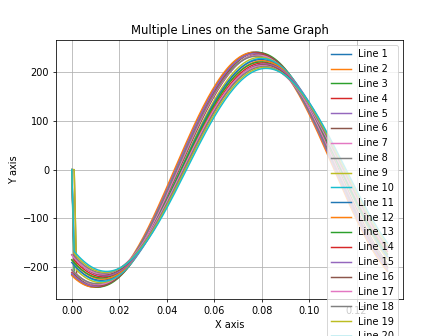 Multiple Lines on the Same Graph
Y axis
200
100
0
−100
−200
0.00
0.02
0.04
0.06
0.08
0.10
X axis
Line 1
Line 2
Line 3
Line 4
Line 5
Line 6
Line 7
Line 8
Line 9
Line 10
Line 11
Line 12
Line 13
Line 14
Line 15
Line 16
Line 17
Line 18
Line 19
Line 20